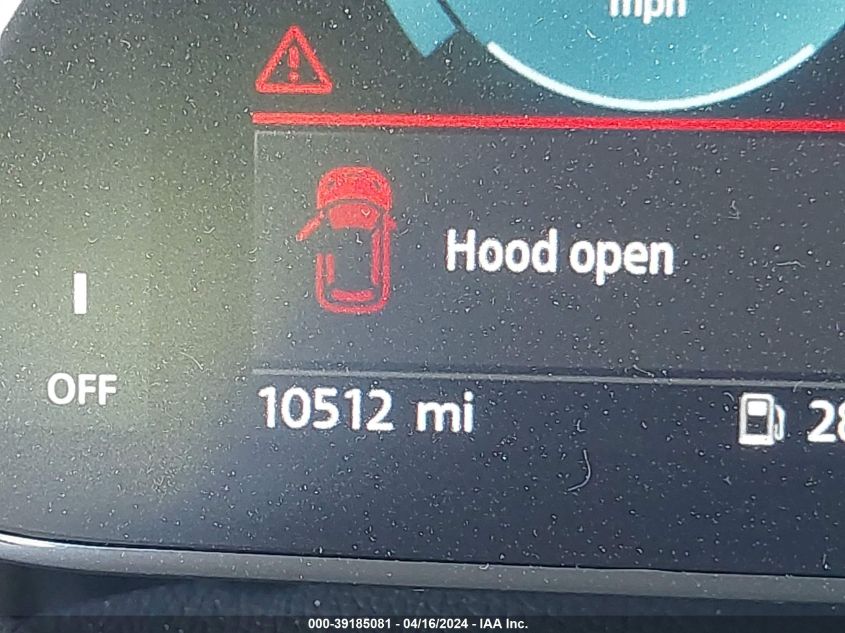 mph
Hood open
OFF
10512 mi
28
000-39185081 - 04/16/2024 - IAA Inc.